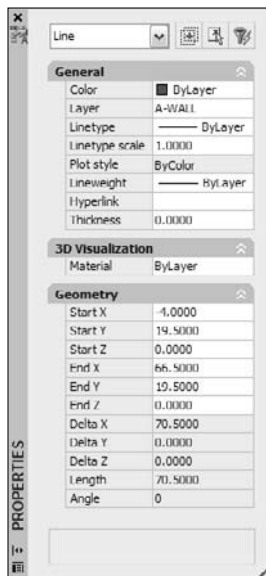 Line
General
Color ByLayer
Layer A-WALL
Linetype ByLayer
Linetype scale 1.0000
Plot style ByColor
Lineweight ByLayer
Hyperlink
Thickness 0.0000
3D Visualization
Material ByLayer
Geometry
Start X -4.0000
Start Y 19.5000
Start Z 0.0000
End X 66.5000
End Y 19.5000
End Z 0.0000
Delta X 70.5000
Delta Y 0.0000
Delta Z 0.0000
Length 70.5000
Angle 0
PROPERTIES